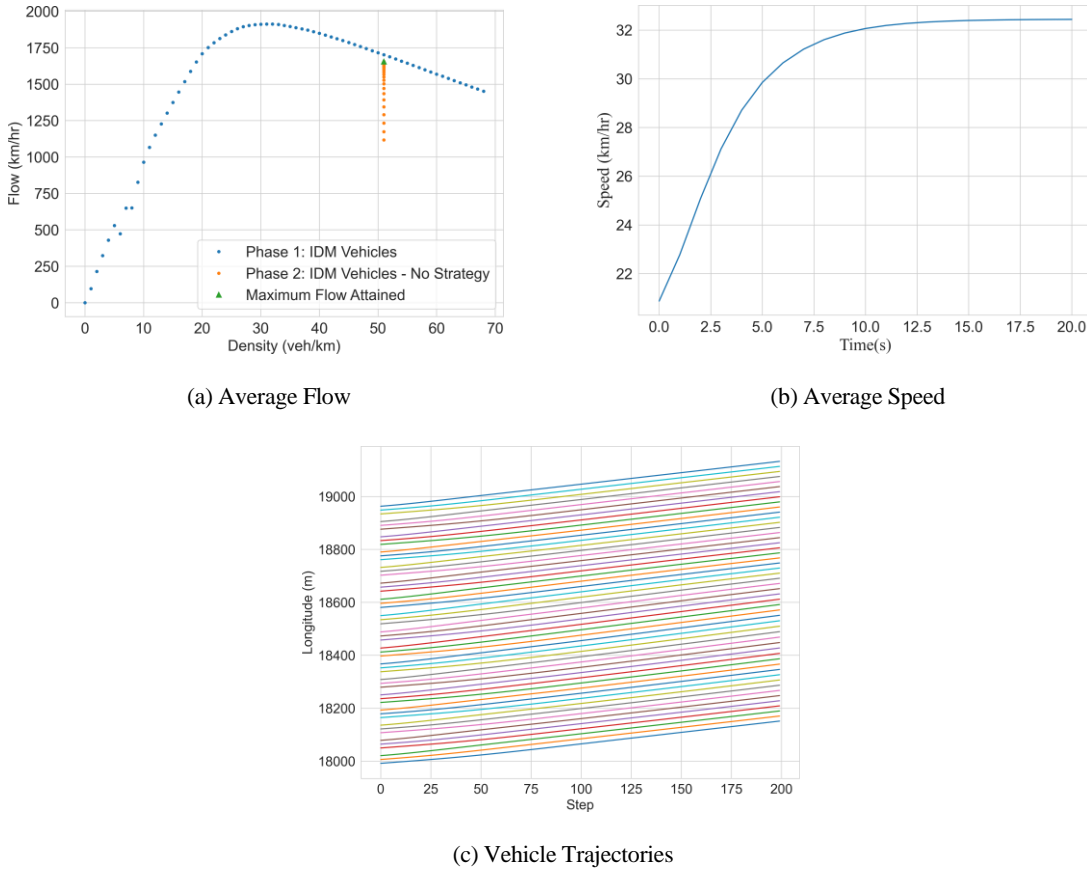 2000
1750
1500
1250
1000
750
500
250
0
Flow (km/hr)
Phase 1: IDM Vehicles
Phase 2: IDM Vehicles - No Strategy
Maximum Flow Attained
0 10 20 30 40 50 60 70
Density (veh/km)
(a) Average Flow
32
30
28
26
24
22
Speed (km/hr)
0.0 2.5 5.0 7.5 10.0 12.5 15.0 17.5 20.0
Time(s)
(b) Average Speed
19000
18800
18600
18400
18200
18000
Longitude (m)
0 25 50 75 100 125 150 175 200
Step
(c) Vehicle Trajectories